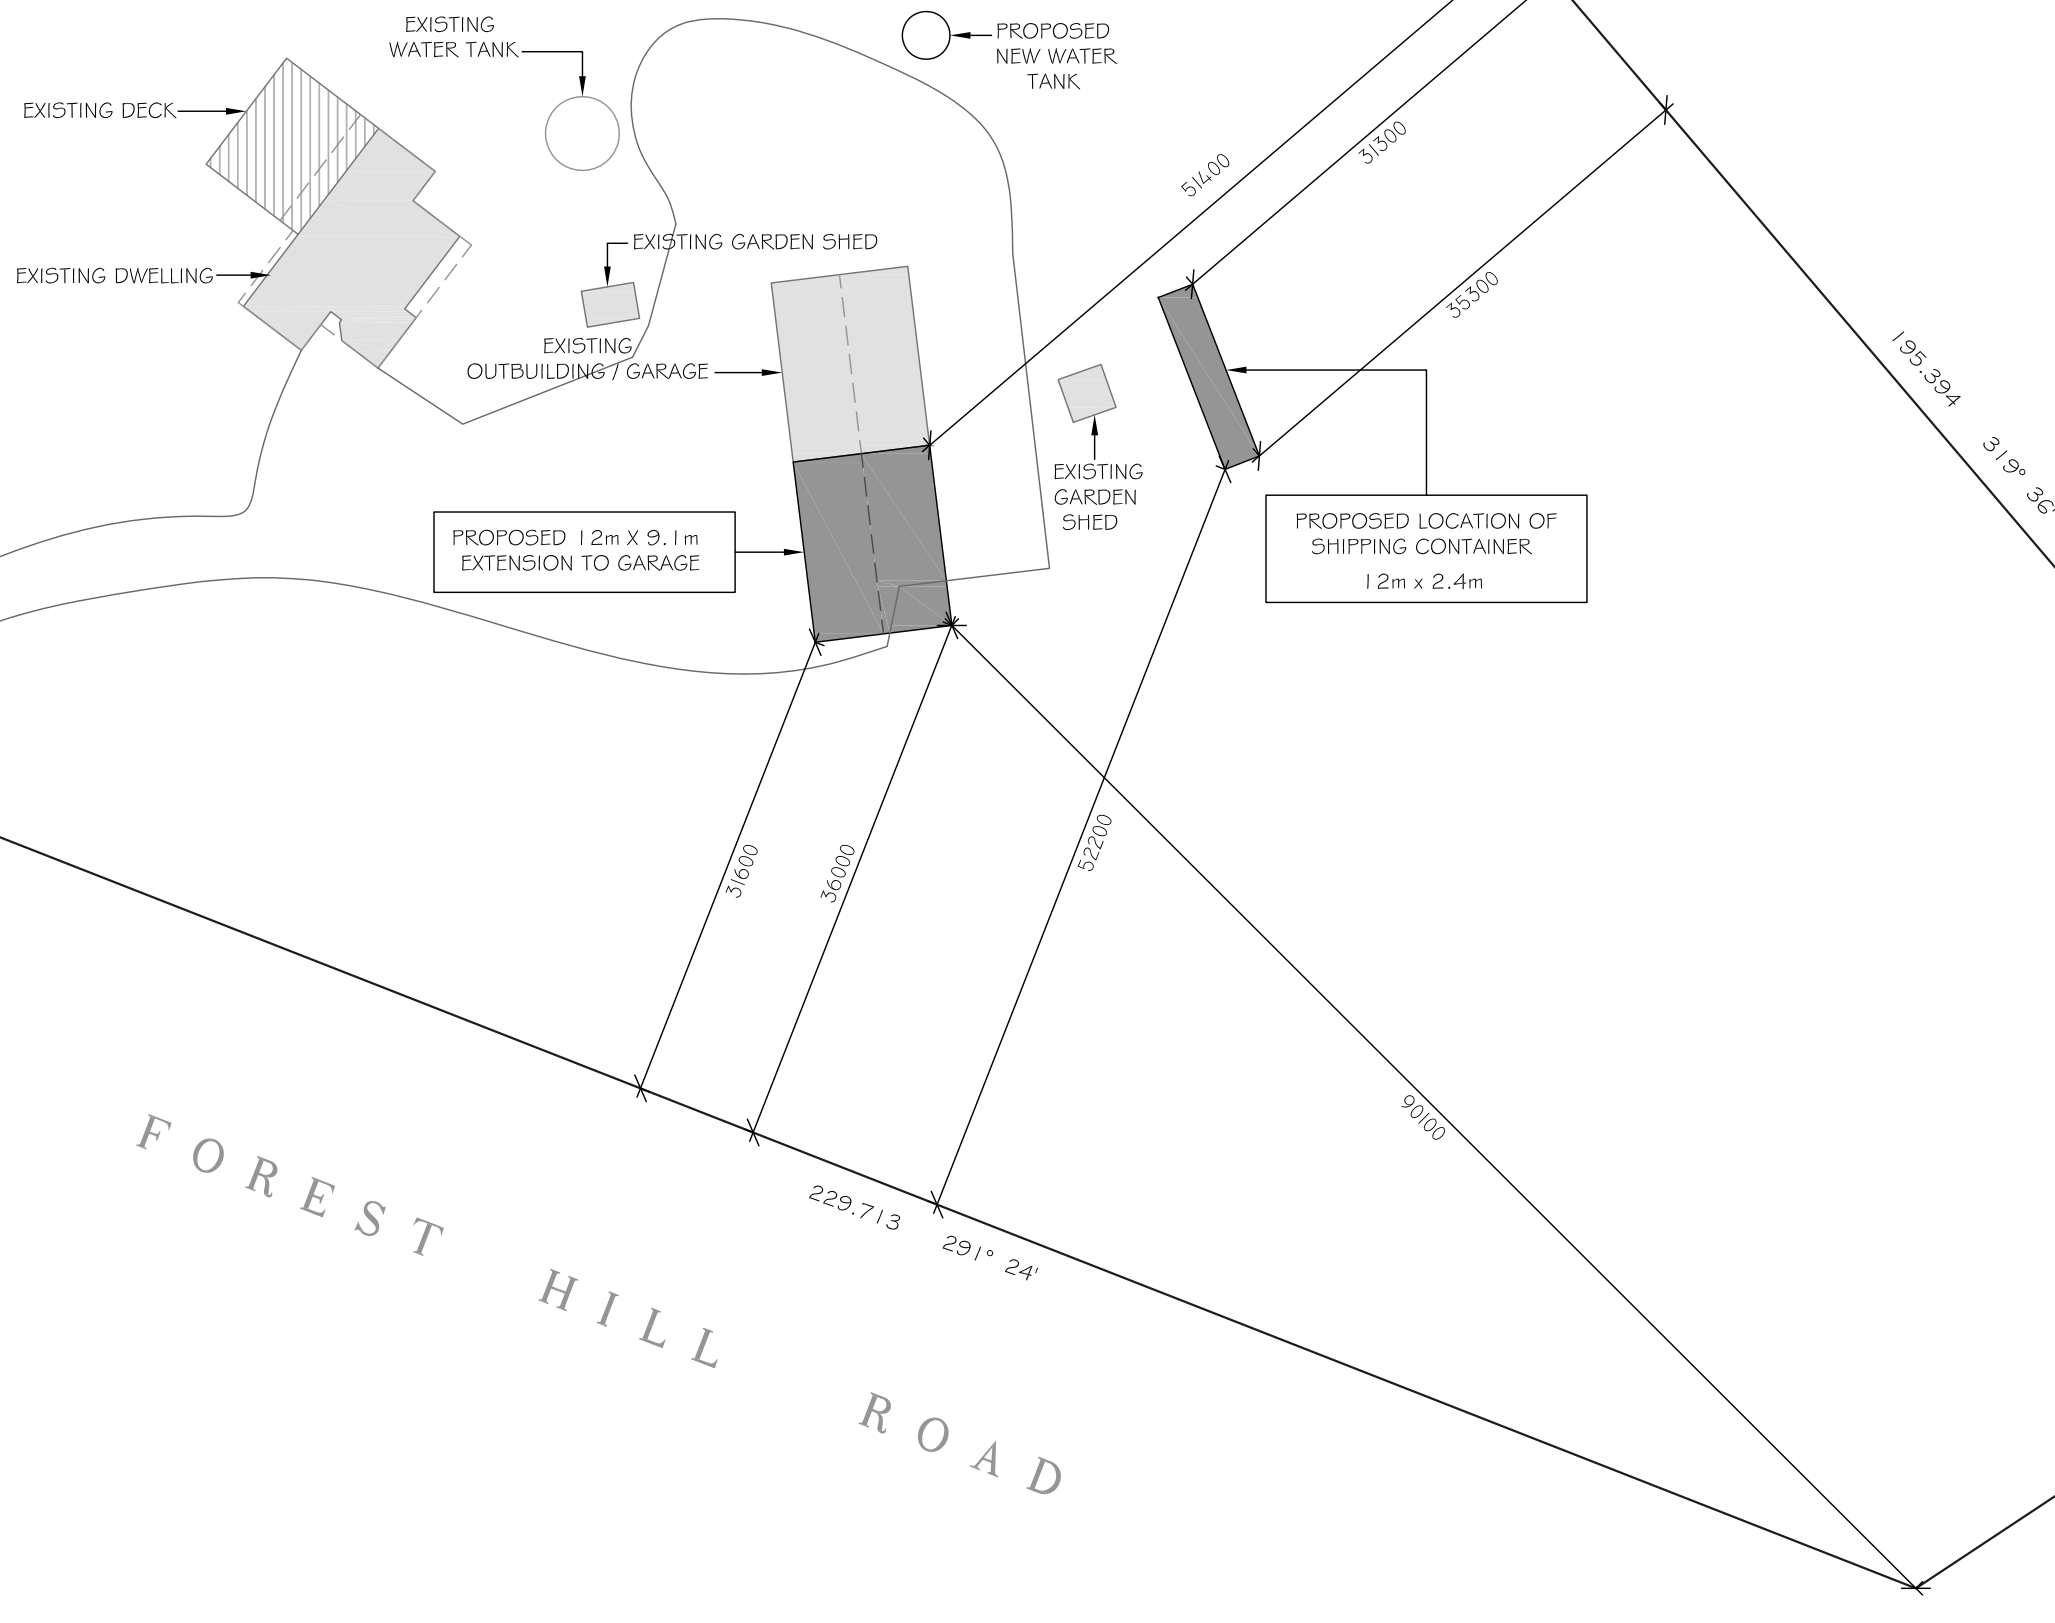 EXISTING
WATER TANK
PROPOSED
NEW WATER
TANK
EXISTING DECK
31300
51400
EXISTING GARDEN SHED
EXISTING DWELLING
35300
EXISTING
OUTBUILDING / GARAGE
195.394
319° 36'
EXISTING
GARDEN
SHED
PROPOSED 12m X 9.1m
EXTENSION TO GARAGE
PROPOSED LOCATION OF
SHIPPING CONTAINER
12m x 2.4m
31600
36000
52200
90100
229.713
291° 24'
FOREST HILL ROAD